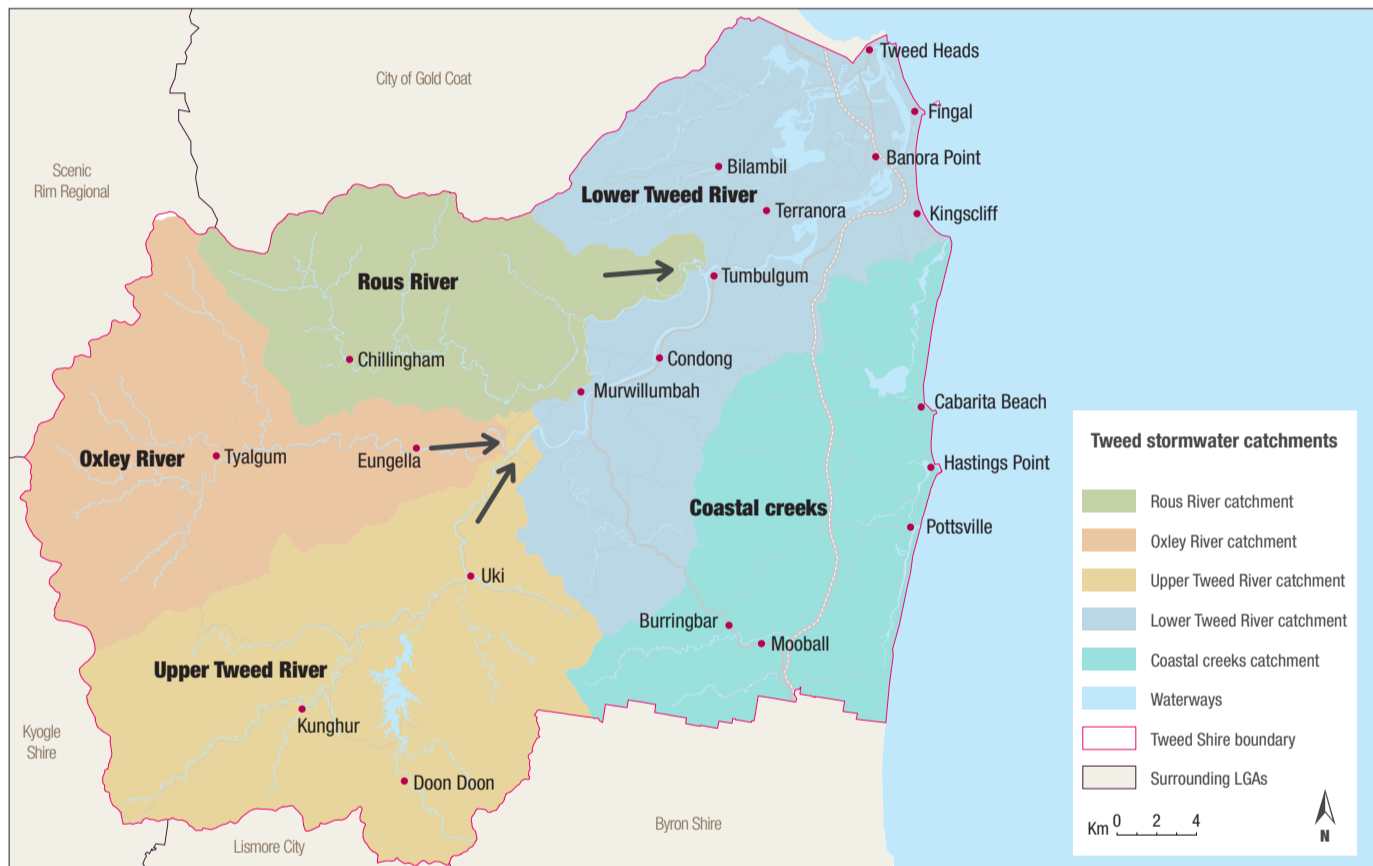 City of Gold Coat
Scenic
Rim Regional
Tweed Heads
Fingal
Banora Point
Bilambil
Lower Tweed River
Terranora
Kingscliff
Rous River
Tumbulgum
Chillingham
Condong
Murwillumbah
Cabarita Beach
Oxley River
Tyalgum
Eungella
Hastings Point
Coastal creeks
Pottsville
Uki
Burringbar
Mooball
Upper Tweed River
Kunghur
Kyogle
Shire
Doon Doon
Byron Shire
Lismore City
Tweed stormwater catchments
Rous River catchment
Oxley River catchment
Upper Tweed River catchment
Lower Tweed River catchment
Coastal creeks catchment
Waterways
Tweed Shire boundary
Surrounding LGAs
Km 0 2 4
N